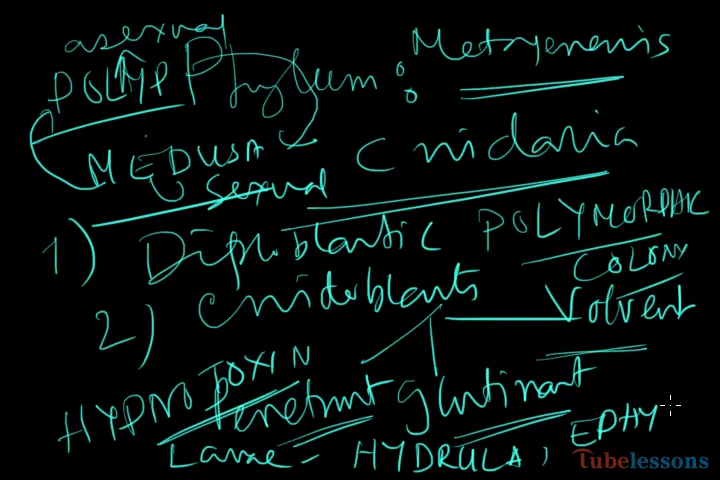 asexual
Metagenesis
POLYP Phylum :
MEDUSA Cnidaria
Sexual
1) Diploblastic POLYMORPHIC
COLONY
2) Cnidoblasts
Volvent
HYPNOTOXIN
Penetrant glutinant
Larvae - HYDRULA, EPHY
Tubelessons